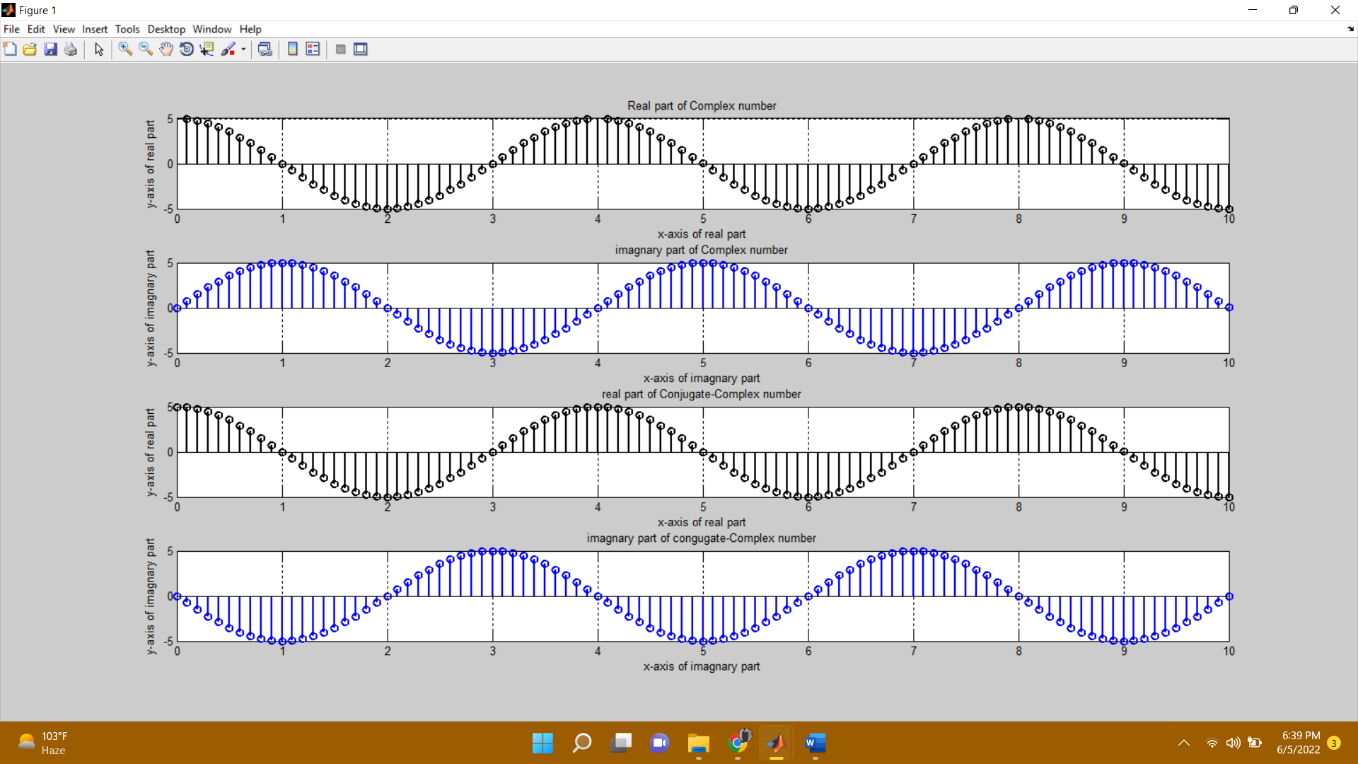 Figure 1
File Edit View Insert Tools Desktop Window Help
Real part of Complex number
y-axis of real part
5
0
-5
0 1 2 3 4 5 6 7 8 9 10
x-axis of real part
imagnary part of Complex number
y-axis of imagnary part
5
0
-5
0 1 2 3 4 5 6 7 8 9 10
x-axis of imagnary part
real part of Conjugate-Complex number
y-axis of real part
5
0
-5
0 1 2 3 4 5 6 7 8 9 10
x-axis of real part
imagnary part of congugate-Complex number
y-axis of imagnary part
5
0
-5
0 1 2 3 4 5 6 7 8 9 10
x-axis of imagnary part
103°F
Haze
W
6:39 PM
6/5/2022
3